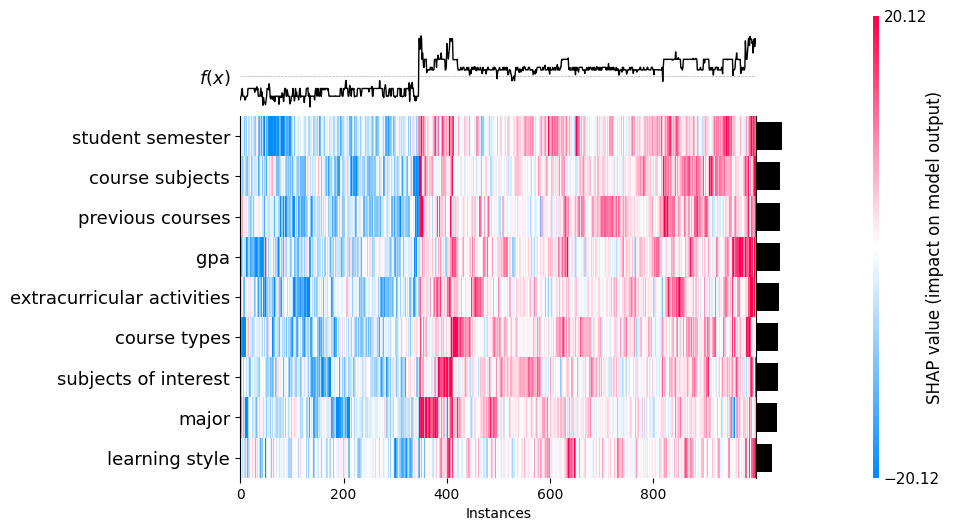 20.12
f(x)
student semester
course subjects
previous courses
gpa
extracurricular activities
course types
subjects of interest
major
learning style
0 200 400 600 800
Instances
−20.12
SHAP value (impact on model output)